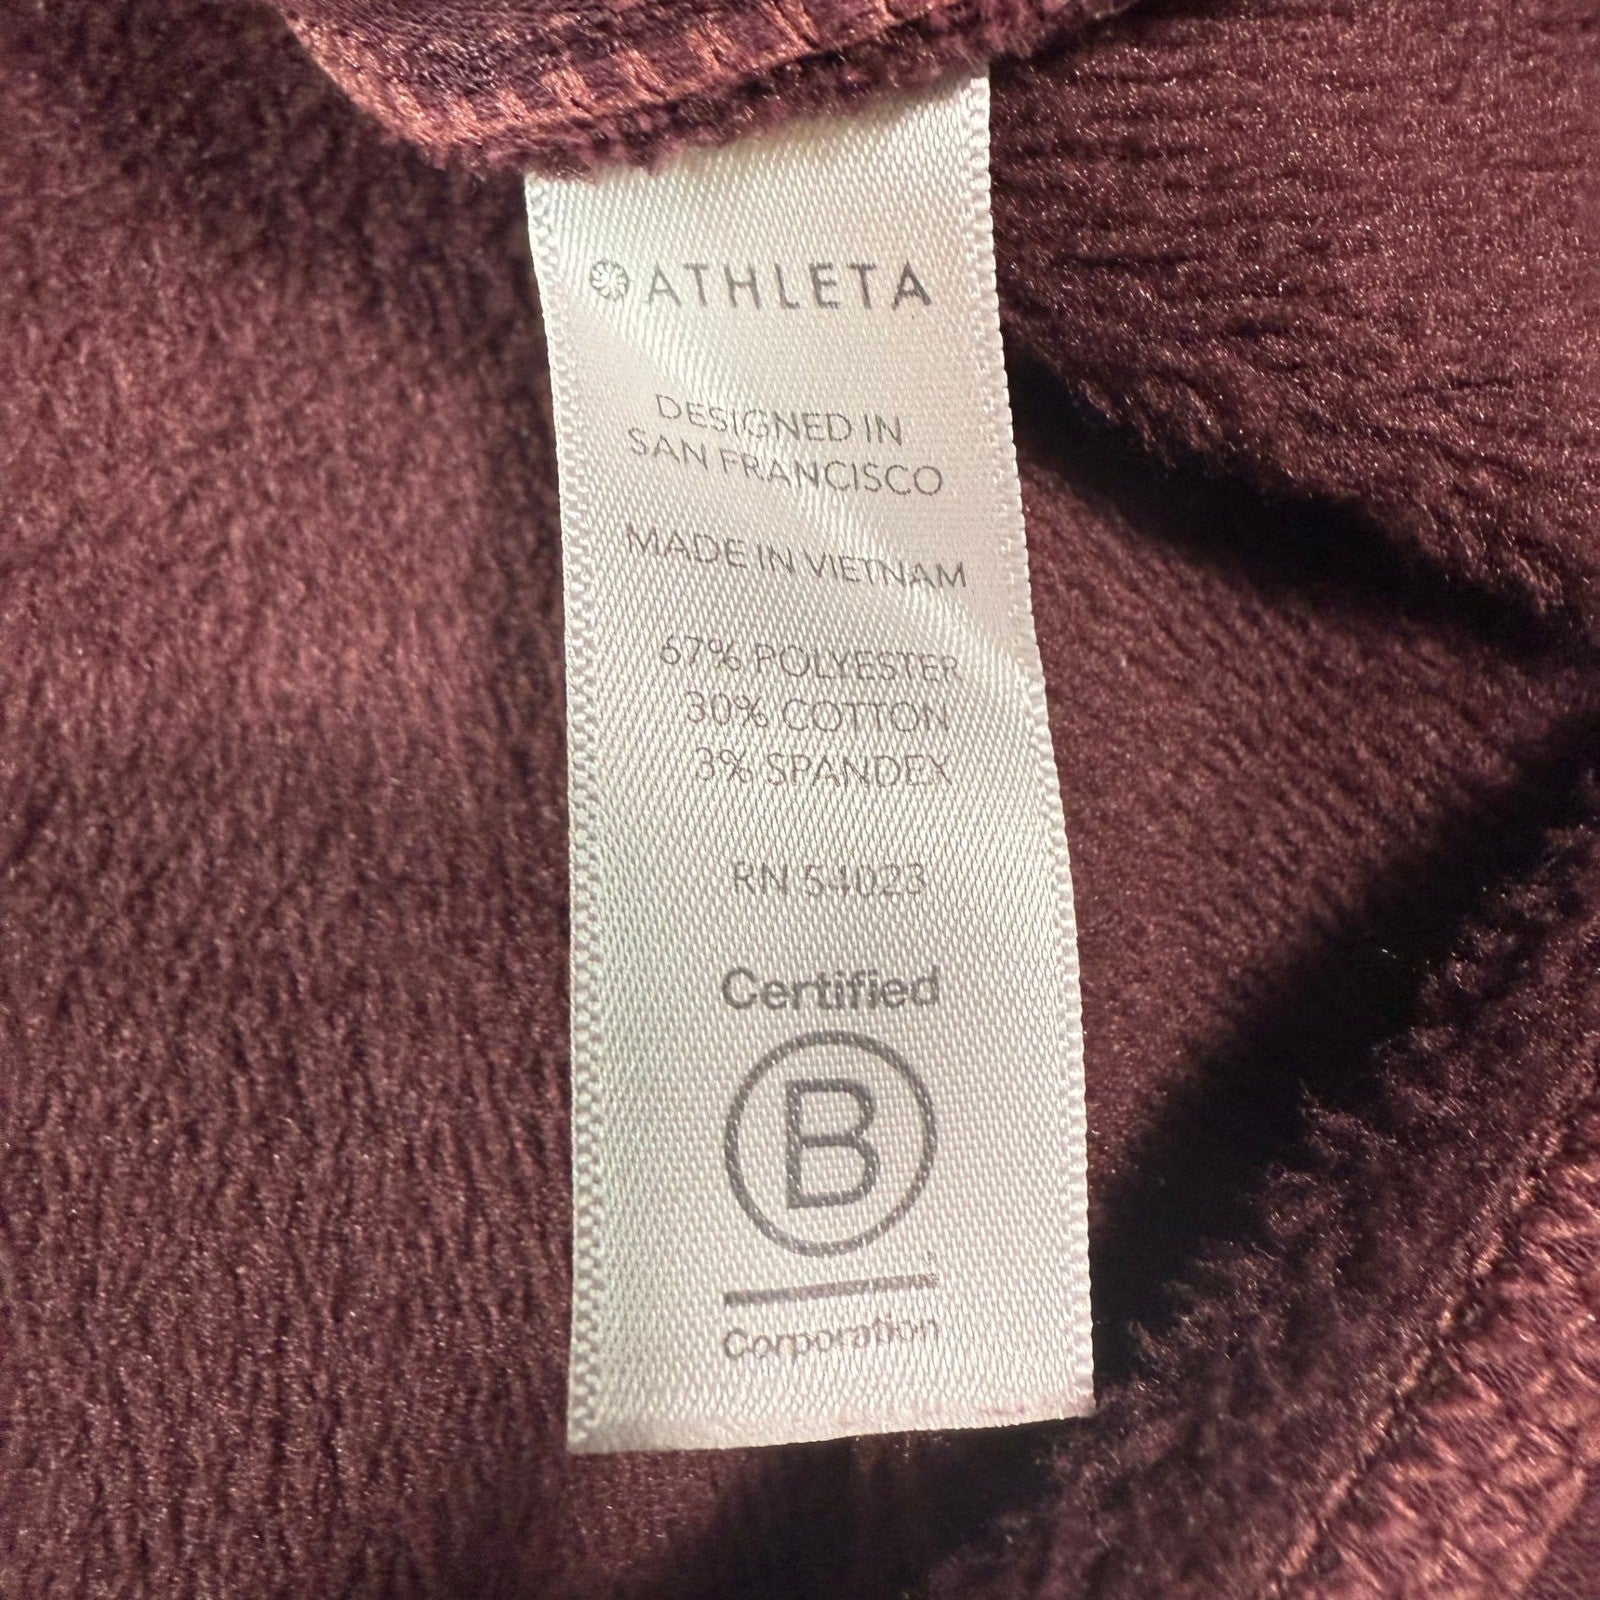 ATHLETA
DESIGNED IN
SAN FRANCISCO
MADE IN VIETNAM
67% POLYESTER
30% COTTON
3% SPANDEX
RN 54023
Certified
B
Corporation